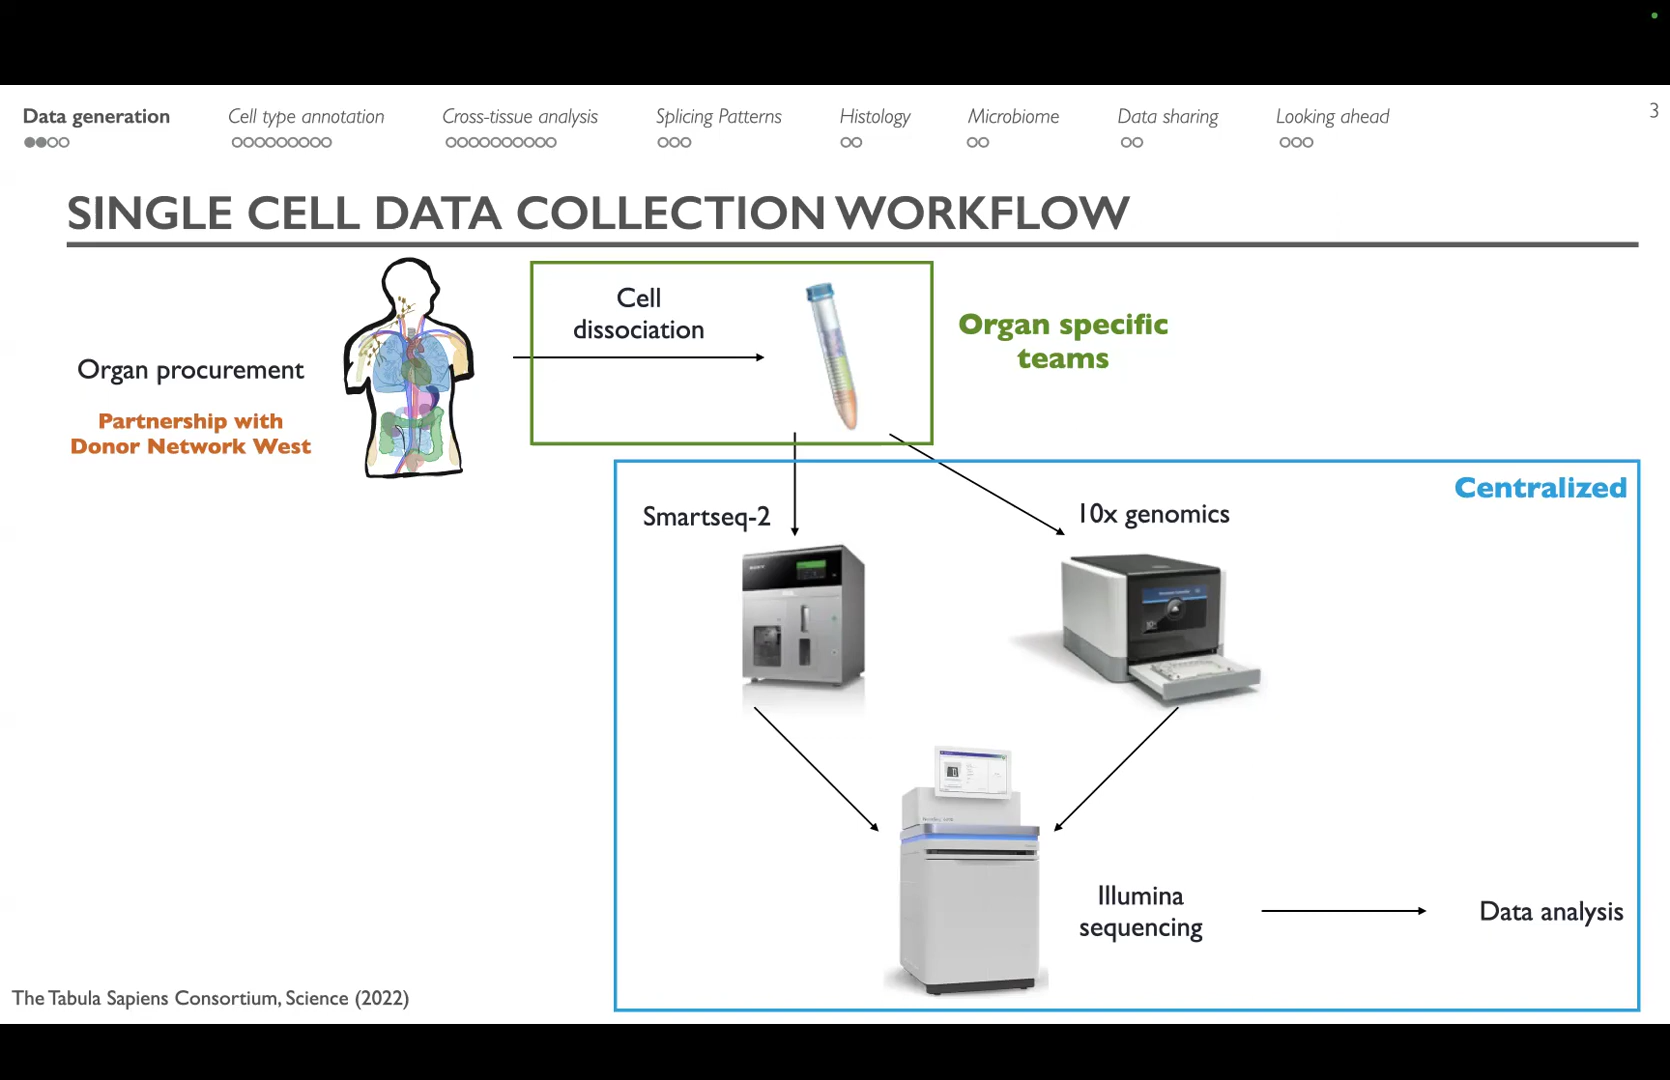 Data generation
Cell type annotation
Cross-tissue analysis
Splicing Patterns
Histology
Microbiome
Data sharing
Looking ahead
3
SINGLE CELL DATA COLLECTION WORKFLOW
Organ procurement
Partnership with
Donor Network West
Cell
dissociation
Organ specific
teams
Centralized
Smartseq-2
10x genomics
SONY
Illumina
sequencing
Data analysis
The Tabula Sapiens Consortium, Science (2022)